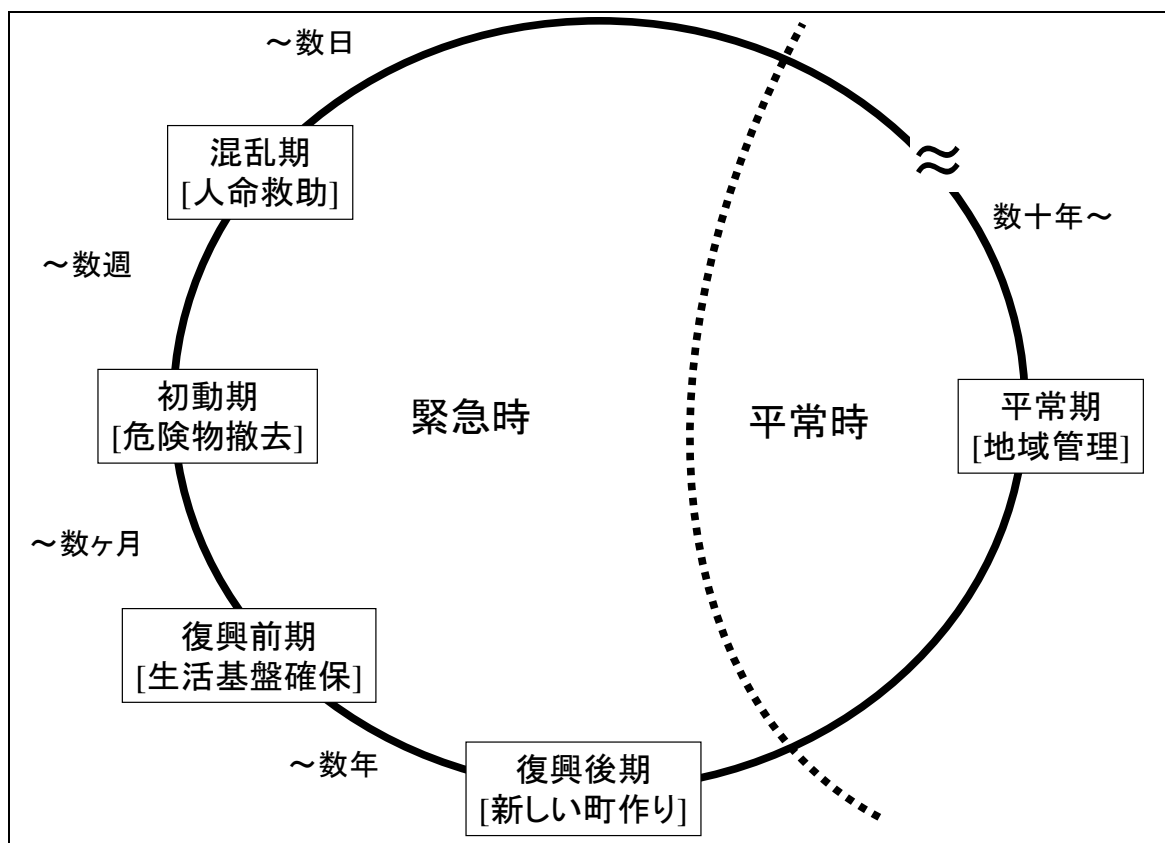 ～数日
混乱期
[人命救助]
数十年～
～数週
初動期
[危険物撤去]
緊急時
平常時
平常期
[地域管理]
～数ヶ月
復興前期
[生活基盤確保]
～数年
復興後期
[新しい町作り]